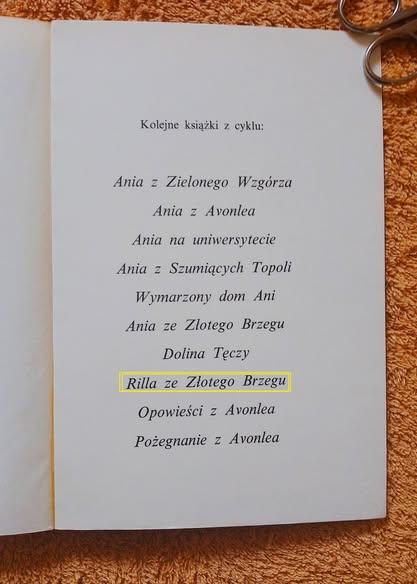 Kolejne książki z cyklu:
Ania z Zielonego Wzgórza
Ania z Avonlea
Ania na uniwersytecie
Ania z Szumiących Topoli
Wymarzony dom Ani
Ania ze Złotego Brzegu
Dolina Tęczy
Rilla ze Złotego Brzegu
Opowieści z Avonlea
Pożegnanie z Avonlea